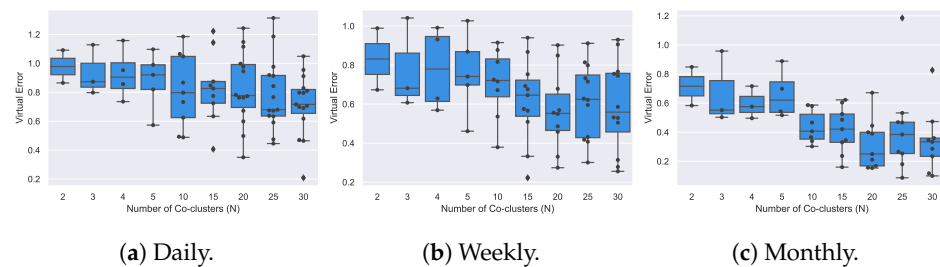 Virtual Error
1.2
1.0
0.8
0.6
0.4
0.2
2 3 4 5 10 15 20 25 30
Number of Co-clusters (N)
(a) Daily.
Virtual Error
1.0
0.8
0.6
0.4
0.2
2 3 4 5 10 15 20 25 30
Number of Co-clusters (N)
(b) Weekly.
Virtual Error
1.2
1.0
0.8
0.6
0.4
0.2
2 3 4 5 10 15 20 25 30
Number of Co-clusters (N)
(c) Monthly.